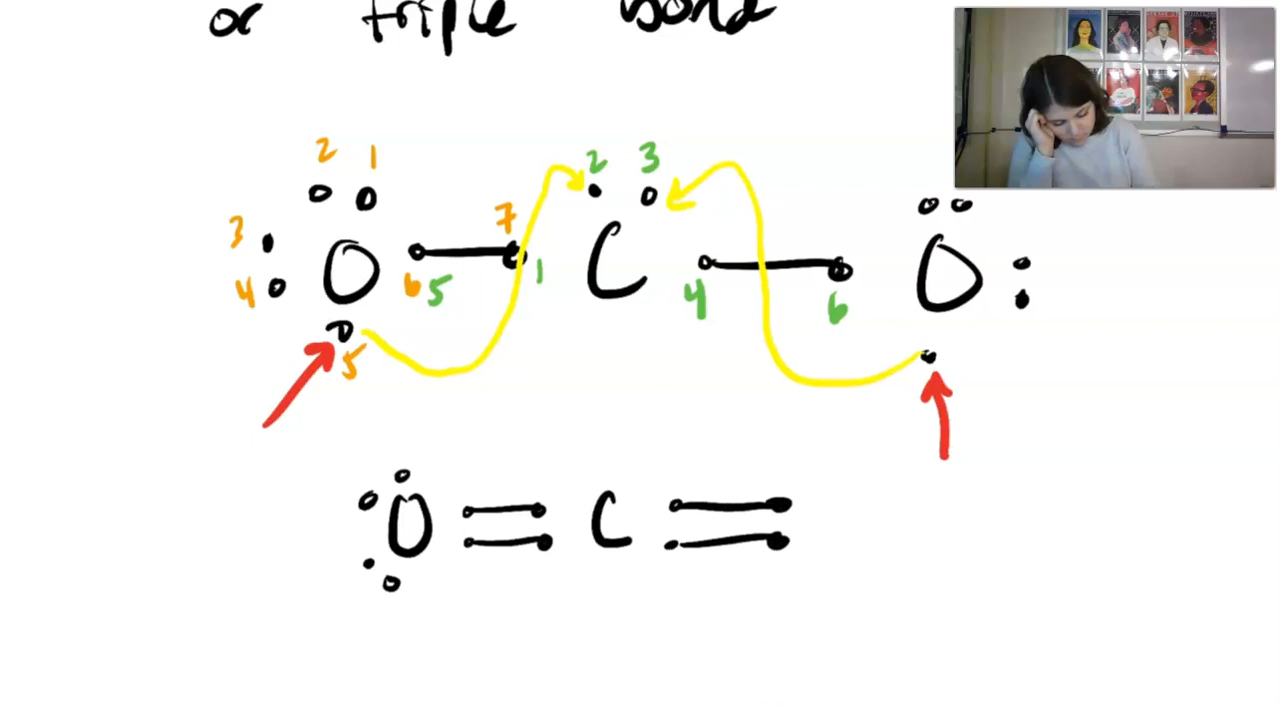 or triple bond
2 1 2 3
3 7
O C O
4 6 5 1 4 6
5
O C